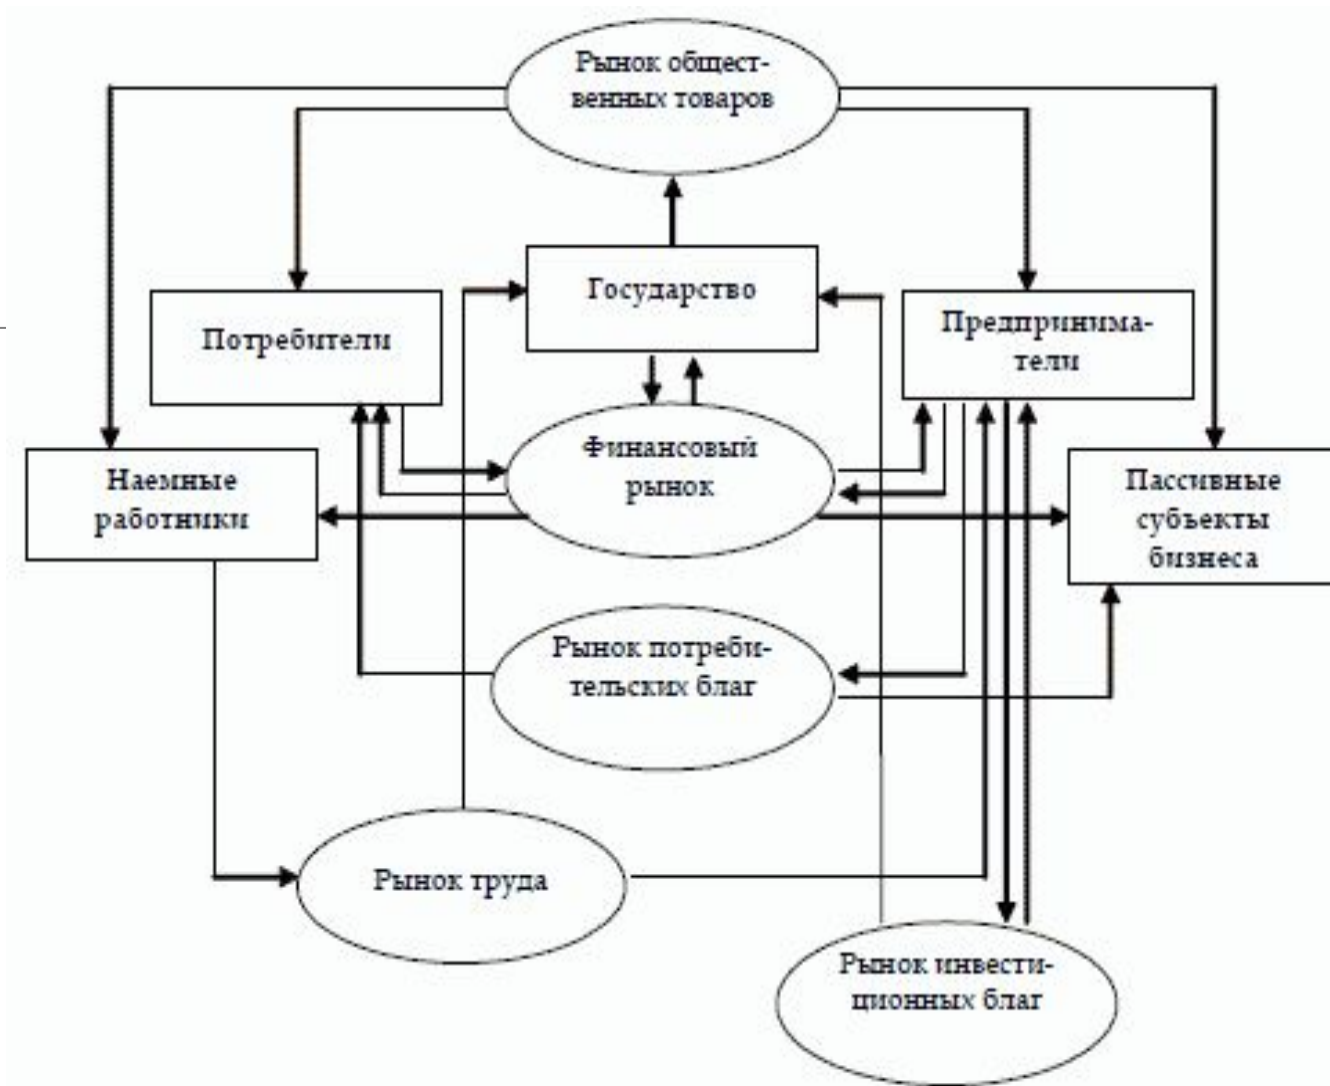 Рынок общест-
венных товаров
Государство
Потребители
Предпринима-
тели
Финансовый
рынок
Наемные
работники
Пассивные
субъекты
бизнеса
Рынок потреби-
тельских благ
Рынок труда
Рынок инвести-
ционных благ